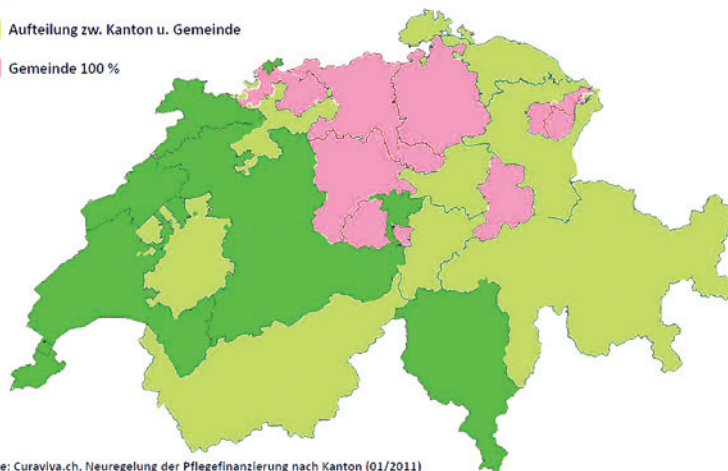 Aufteilung zw. Kanton u. Gemeinde
Gemeinde 100 %
e: Curaviva.ch, Neuregelung der Pflegefinanzierung nach Kanton (01/2011)